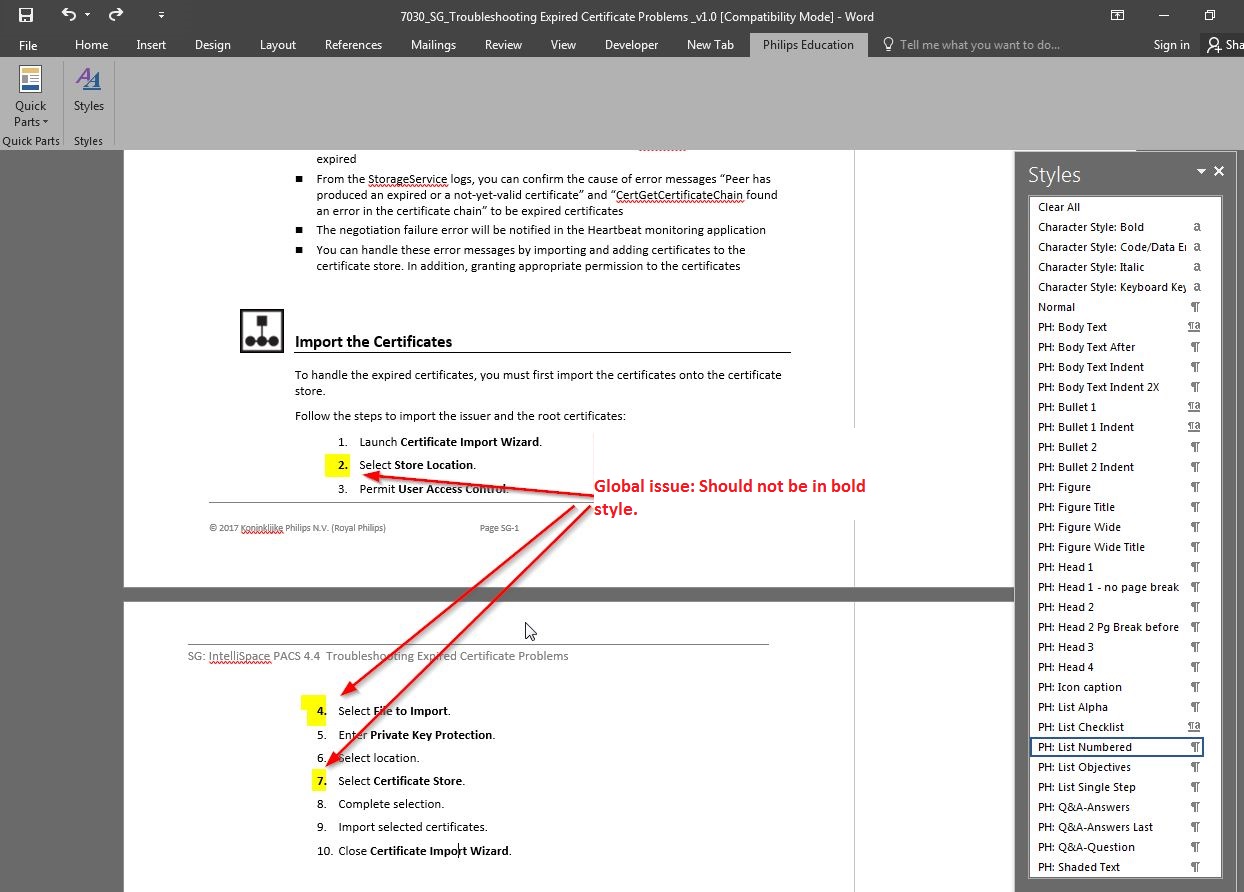 7030_SG_Troubleshooting Expired Certificate Problems _v1.0 [Compatibility Mode] - Word
File Home Insert Design Layout References Mailings Review View Developer New Tab Philips Education Tell me what you want to do... Sign in Sha
Quick Parts
Styles
Quick Parts Styles
expired
■ From the StorageService logs, you can confirm the cause of error messages “Peer has
produced an expired or a not-yet-valid certificate” and “CertGetCertificateChain found
an error in the certificate chain” to be expired certificates
■ The negotiation failure error will be notified in the Heartbeat monitoring application
■ You can handle these error messages by importing and adding certificates to the
certificate store. In addition, granting appropriate permission to the certificates
Import the Certificates
To handle the expired certificates, you must first import the certificates onto the certificate
store.
Follow the steps to import the issuer and the root certificates:
1. Launch Certificate Import Wizard.
2. Select Store Location.
3. Permit User Access Control.
Global issue: Should not be in bold
style.
© 2017 Koninklijke Philips N.V. (Royal Philips) Page SG-1
SG: IntelliSpace PACS 4.4 Troubleshooting Expired Certificate Problems
4. Select File to Import.
5. Enter Private Key Protection.
6. Select location.
7. Select Certificate Store.
8. Complete selection.
9. Import selected certificates.
10. Close Certificate Import Wizard.
Styles
Clear All
Character Style: Bold a
Character Style: Code/Data Er a
Character Style: Italic a
Character Style: Keyboard Key a
Normal ¶
PH: Body Text ¶a
PH: Body Text After ¶
PH: Body Text Indent ¶
PH: Body Text Indent 2X ¶
PH: Bullet 1 ¶a
PH: Bullet 1 Indent ¶a
PH: Bullet 2 ¶
PH: Bullet 2 Indent ¶
PH: Figure ¶
PH: Figure Title ¶
PH: Figure Wide ¶
PH: Figure Wide Title ¶
PH: Head 1 ¶
PH: Head 1 - no page break ¶
PH: Head 2 ¶
PH: Head 2 Pg Break before ¶
PH: Head 3 ¶
PH: Head 4 ¶
PH: Icon caption ¶
PH: List Alpha ¶
PH: List Checklist ¶a
PH: List Numbered ¶
PH: List Objectives ¶
PH: List Single Step ¶
PH: Q&A-Answers ¶
PH: Q&A-Answers Last ¶
PH: Q&A-Question ¶
PH: Shaded Text ¶